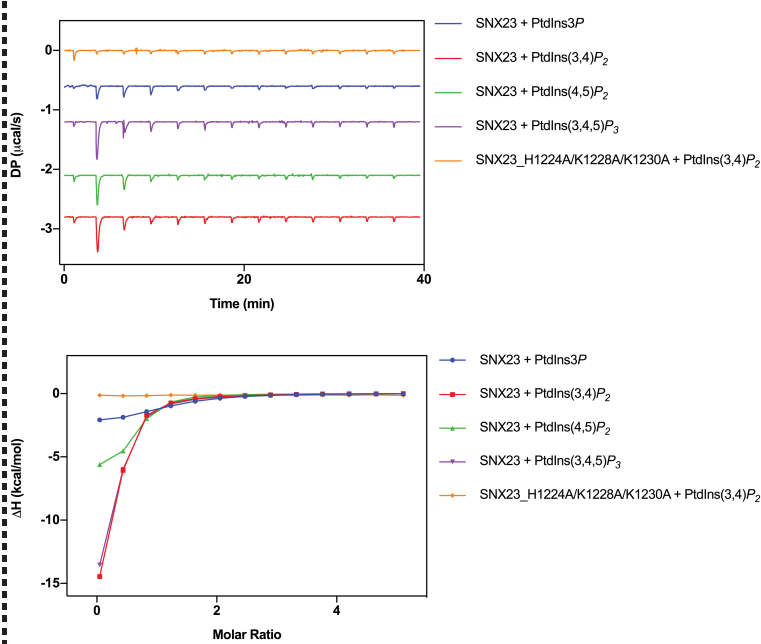 0
-1
-2
-3
DP (μcal/s)
0 20 40
Time (min)
SNX23 + PtdIns3P
SNX23 + PtdIns(3,4)P2
SNX23 + PtdIns(4,5)P2
SNX23 + PtdIns(3,4,5)P3
SNX23_H1224A/K1228A/K1230A + PtdIns(3,4)P2
0
-5
-10
-15
ΔH (kcal/mol)
0 2 4
Molar Ratio
SNX23 + PtdIns3P
SNX23 + PtdIns(3,4)P2
SNX23 + PtdIns(4,5)P2
SNX23 + PtdIns(3,4,5)P3
SNX23_H1224A/K1228A/K1230A + PtdIns(3,4)P2